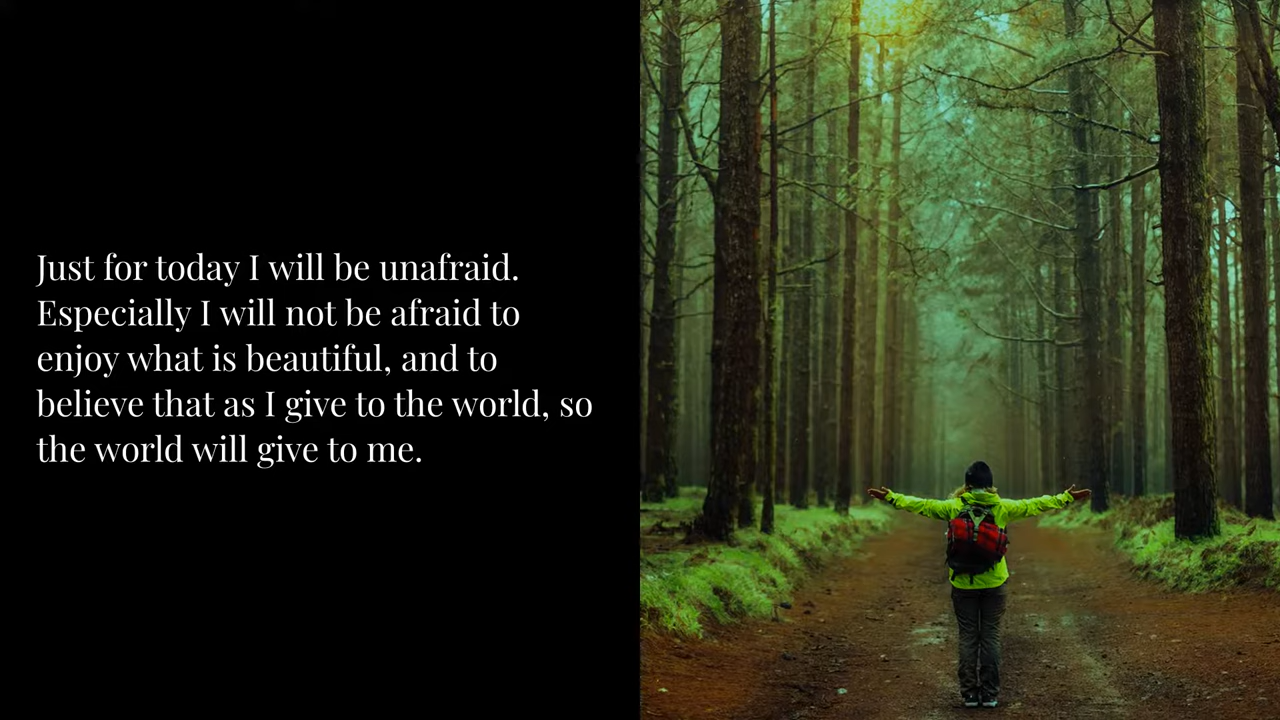 Just for today I will be unafraid.
Especially I will not be afraid to
enjoy what is beautiful, and to
believe that as I give to the world, so
the world will give to me.